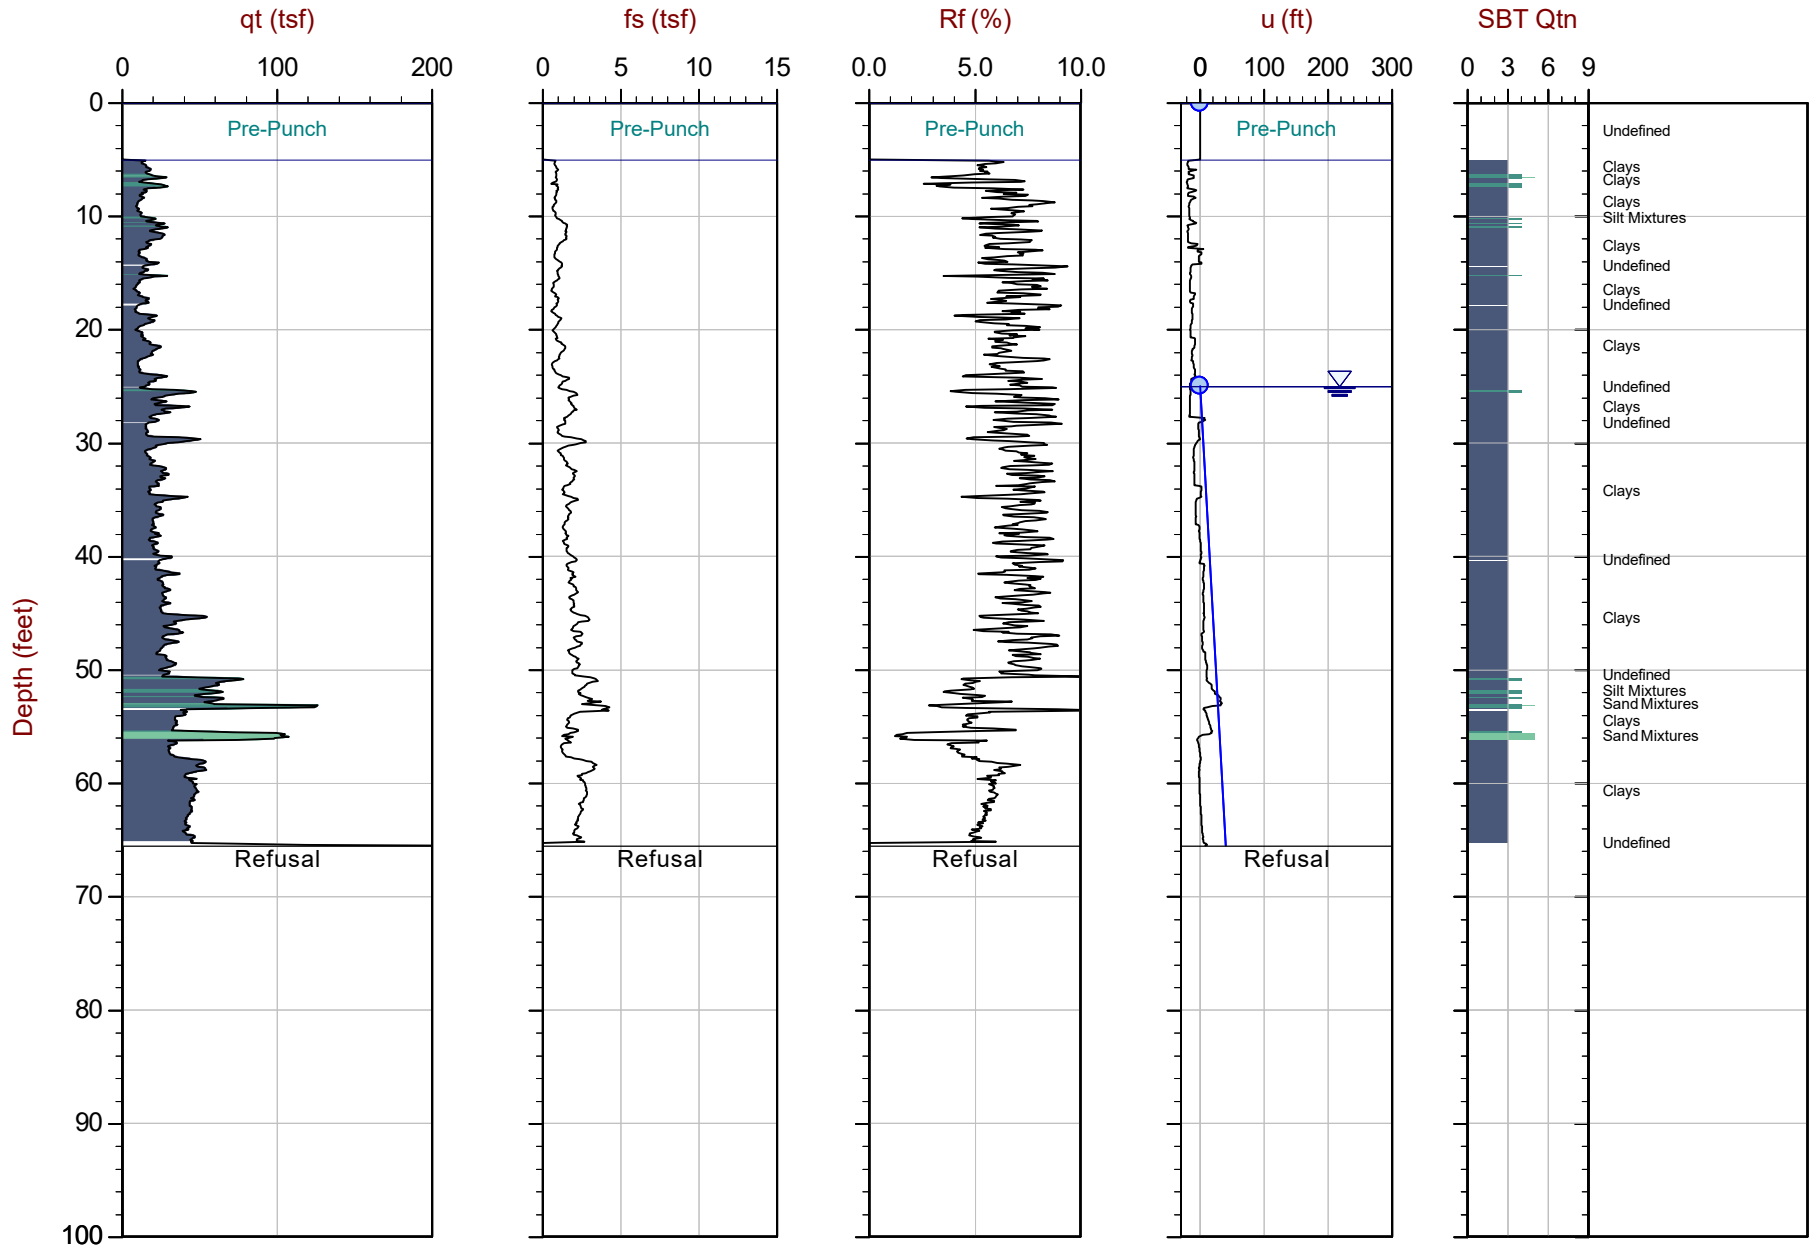 qt (tsf) fs (tsf) Rf (%) u (ft) SBT Qtn
0 100 200 0 5 10 15 0.0 5.0 10.0 0 100 200 300 0 3 6 9
0
Pre-Punch Pre-Punch Pre-Punch Pre-Punch
Undefined
Clays
Clays
Clays
10
Silt Mixtures
Clays
Undefined
Clays
Undefined
20
Clays
Undefined
Clays
Undefined
30
Clays
40
Undefined
Clays
Depth (feet)
50
Undefined
Silt Mixtures
Sand Mixtures
Clays
Sand Mixtures
60
Clays
Undefined
Refusal Refusal Refusal Refusal
70
80
90
100